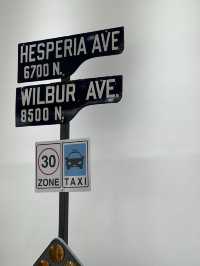 HESPERIA AVE
6700 N.
WILBUR AVE.
8500 N.
30
ZONE
TAXI